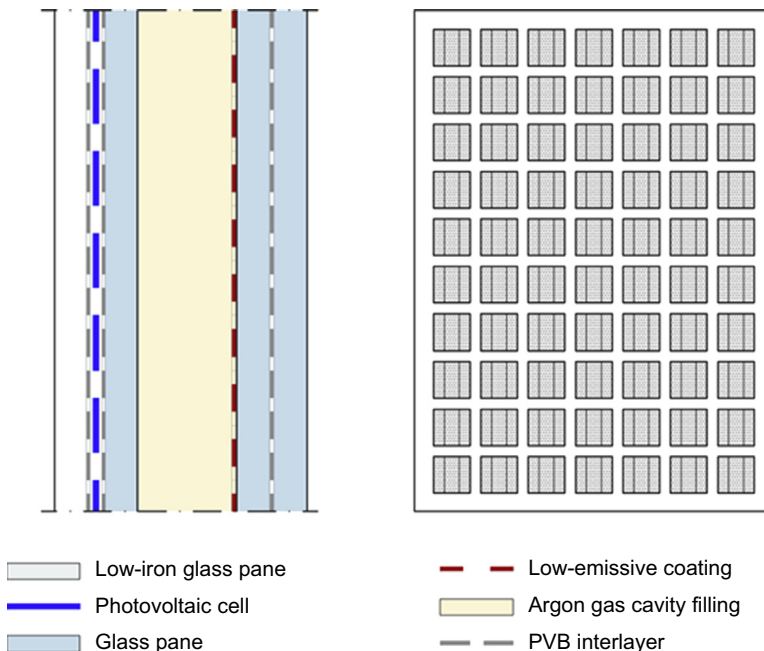 Low-iron glass pane
Photovoltaic cell
Glass pane
Low-emissive coating
Argon gas cavity filling
PVB interlayer